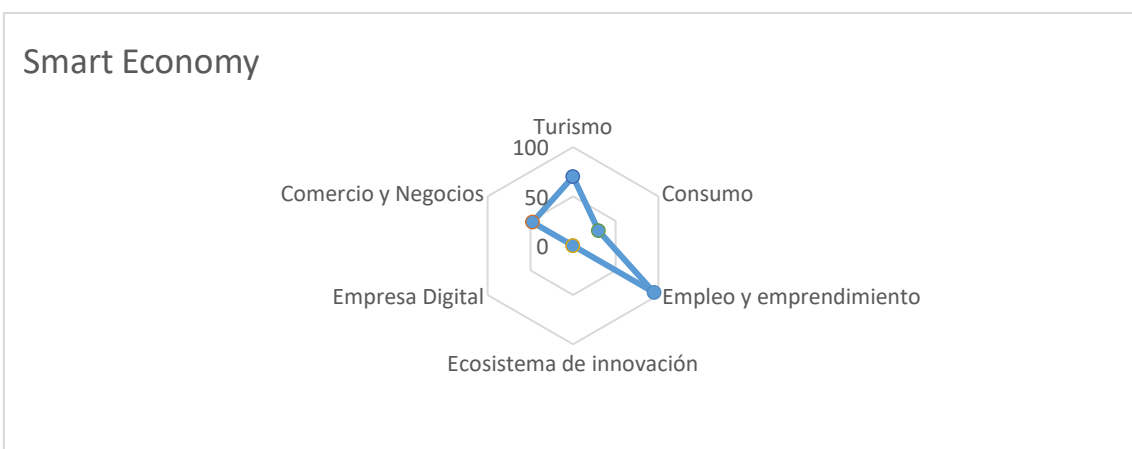 Smart Economy
Turismo
100
Comercio y Negocios
50
Consumo
0
Empresa Digital
Empleo y emprendimiento
Ecosistema de innovación